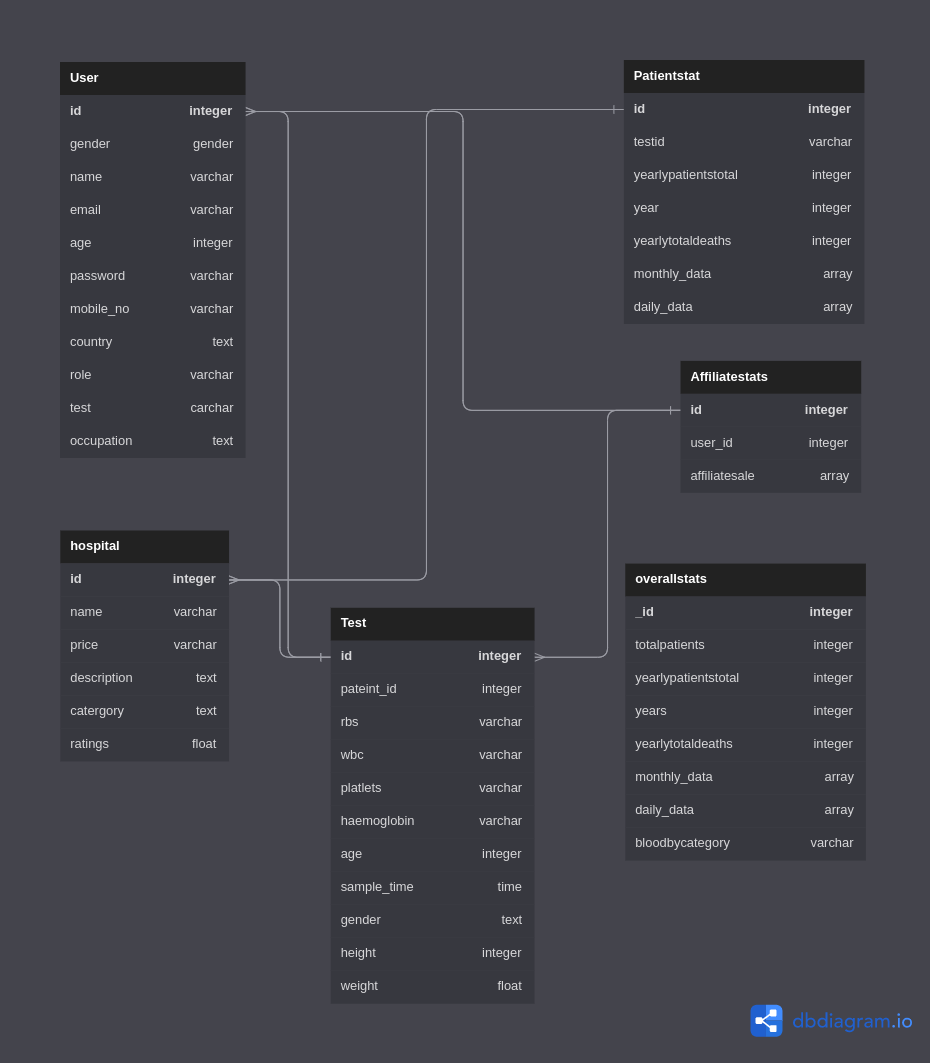 User
id integer
gender gender
name varchar
email varchar
age integer
password varchar
mobile_no varchar
country text
role varchar
test carchar
occupation text
Patientstat
id integer
testid varchar
yearlypatientstotal integer
year integer
yearlytotaldeaths integer
monthly_data array
daily_data array
Affiliatestats
id integer
user_id integer
affiliatesale array
hospital
id integer
name varchar
price varchar
description text
catergory text
ratings float
Test
id integer
pateint_id integer
rbs varchar
wbc varchar
platlets varchar
haemoglobin varchar
age integer
sample_time time
gender text
height integer
weight float
overallstats
_id integer
totalpatients integer
yearlypatientstotal integer
years integer
yearlytotaldeaths integer
monthly_data array
daily_data array
bloodbycategory varchar
dbdiagram.io